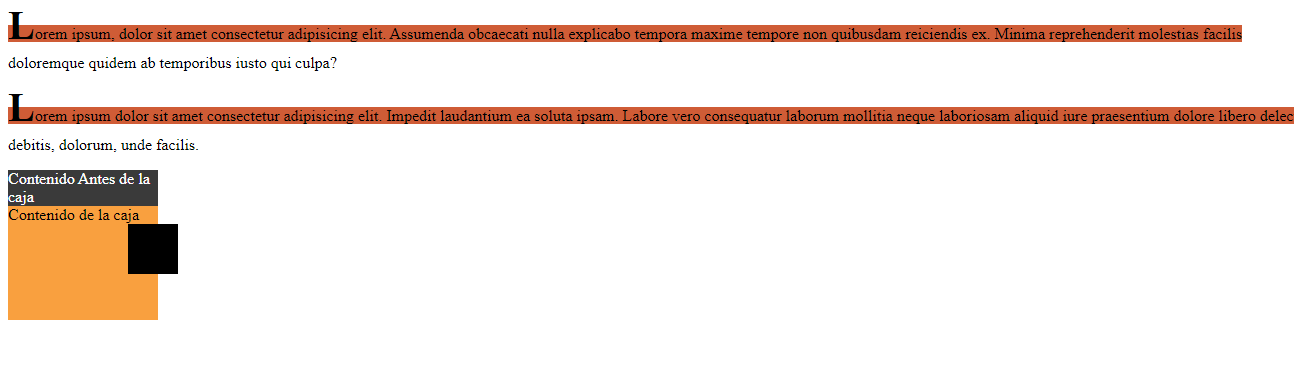 Lorem ipsum, dolor sit amet consectetur adipisicing elit. Assumenda obcaecati nulla explicabo tempora maxime tempore non quibusdam reiciendis ex. Minima reprehenderit molestias facilis
doloremque quidem ab temporibus iusto qui culpa?
Lorem ipsum dolor sit amet consectetur adipisicing elit. Impedit laudantium ea soluta ipsam. Labore vero consequatur laborum mollitia neque laboriosam aliquid iure praesentium dolore libero delec
debitis, dolorum, unde facilis.
Contenido Antes de la
caja
Contenido de la caja